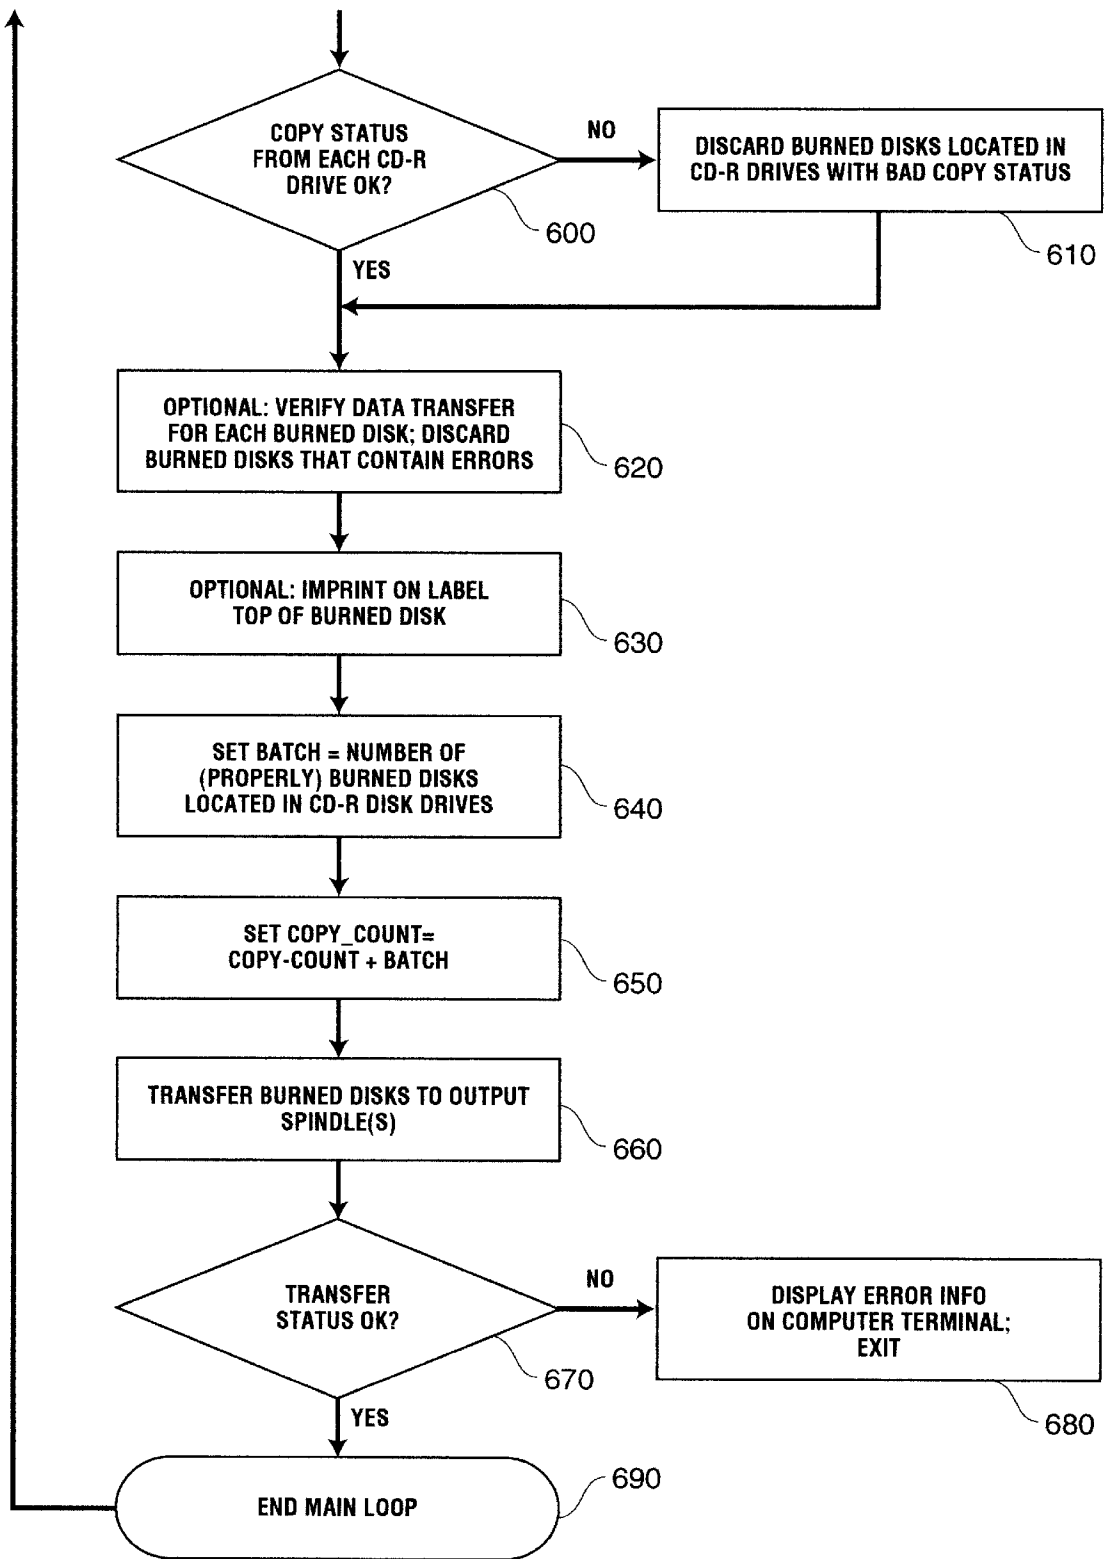 COPY STATUS
FROM EACH CD-R
DRIVE OK?
600
NO
DISCARD BURNED DISKS LOCATED IN
CD-R DRIVES WITH BAD COPY STATUS
610
YES
OPTIONAL: VERIFY DATA TRANSFER
FOR EACH BURNED DISK; DISCARD
BURNED DISKS THAT CONTAIN ERRORS
620
OPTIONAL: IMPRINT ON LABEL
TOP OF BURNED DISK
630
SET BATCH = NUMBER OF
(PROPERLY) BURNED DISKS
LOCATED IN CD-R DISK DRIVES
640
SET COPY_COUNT=
COPY-COUNT + BATCH
650
TRANSFER BURNED DISKS TO OUTPUT
SPINDLE(S)
660
TRANSFER
STATUS OK?
670
NO
DISPLAY ERROR INFO
ON COMPUTER TERMINAL;
EXIT
680
YES
END MAIN LOOP
690